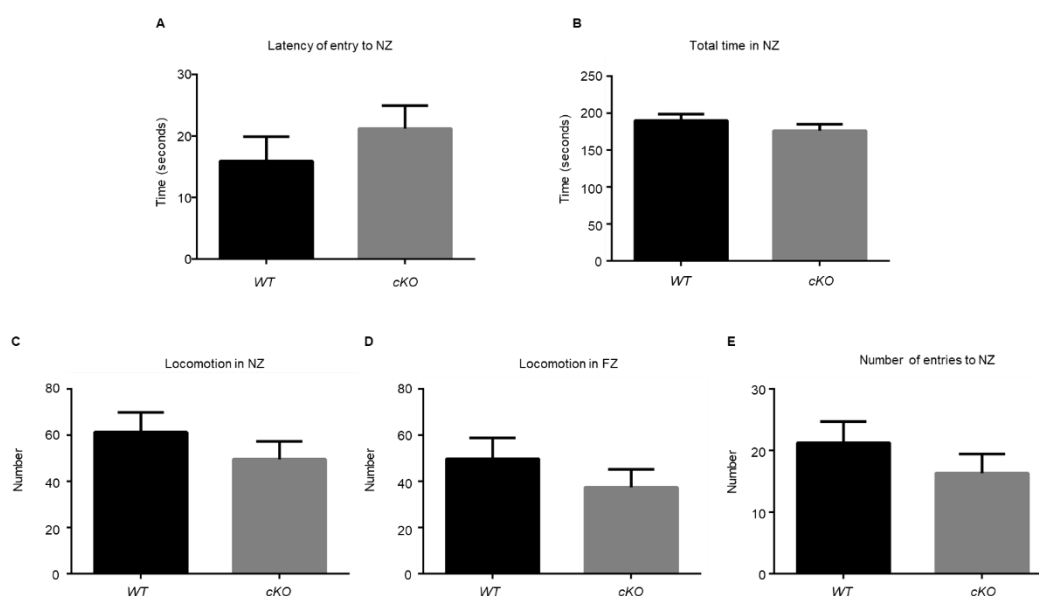 A
Latency of entry to NZ
Time (seconds)
30
20
10
0
WT
cKO
B
Total time in NZ
Time (seconds)
250
200
150
100
50
0
WT
cKO
C
Locomotion in NZ
Number
80
60
40
20
0
WT
cKO
D
Locomotion in FZ
Number
80
60
40
20
0
WT
cKO
E
Number of entries to NZ
Number
30
20
10
0
WT
cKO